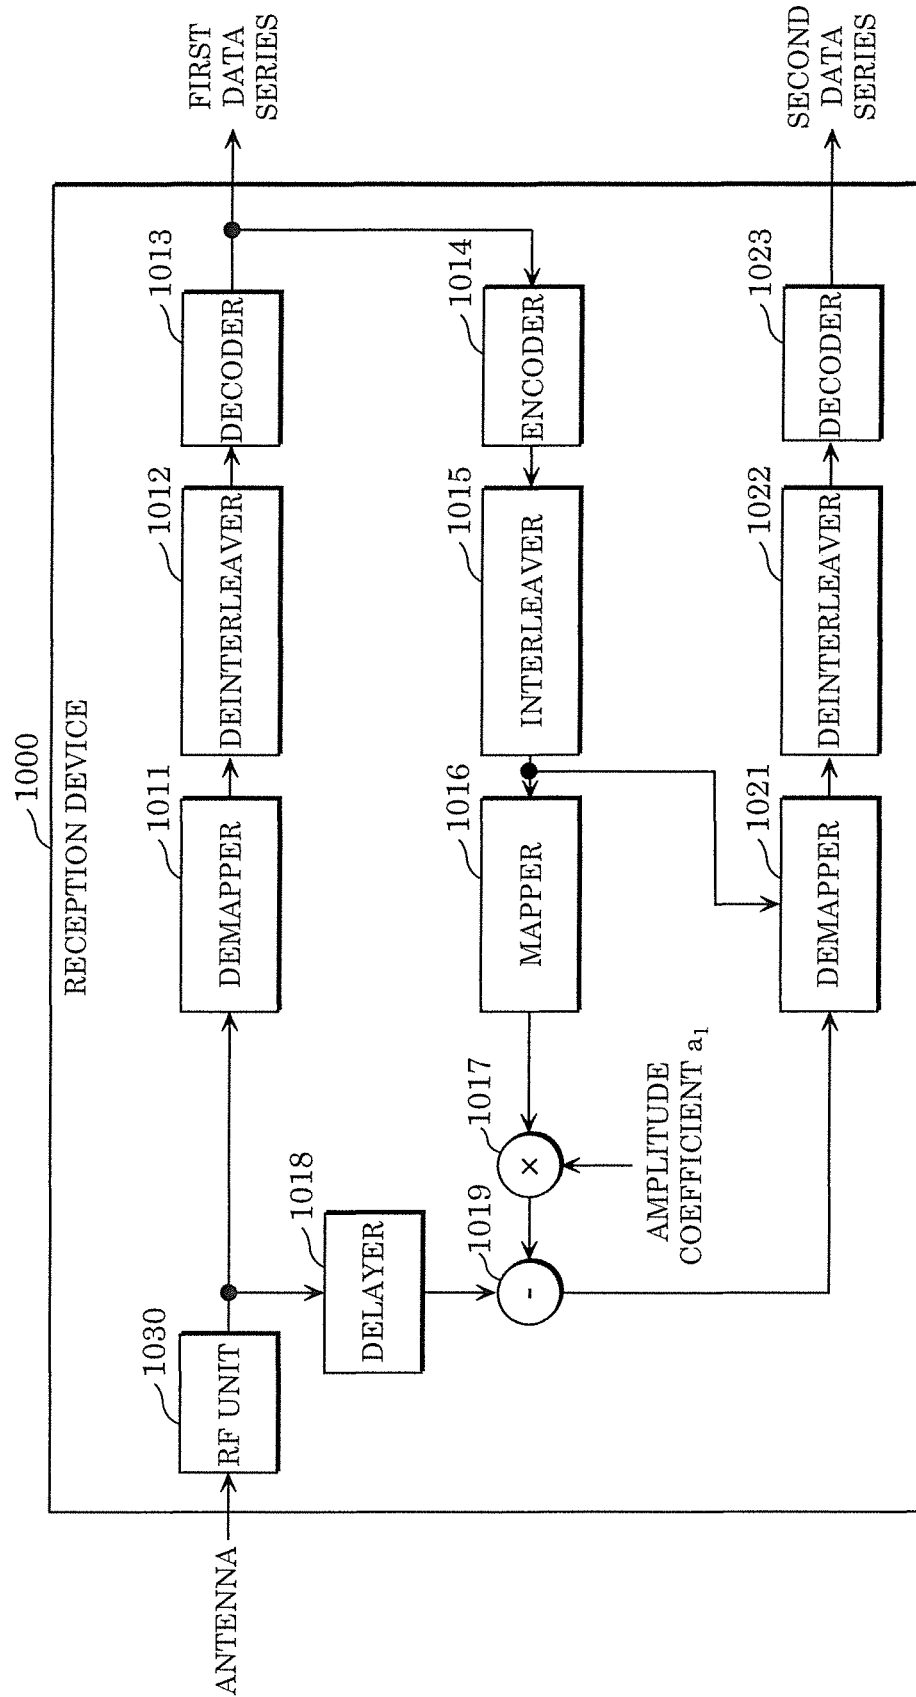 1000
RECEPTION DEVICE
ANTENNA
1030
RF UNIT
1011
DEMAPPER
1012
DEINTERLEAVER
1013
DECODER
FIRST
DATA
SERIES
1018
DELAYER
1019
-
1017
×
AMPLITUDE
COEFFICIENT a₁
1016
MAPPER
1015
INTERLEAVER
1014
ENCODER
1021
DEMAPPER
1022
DEINTERLEAVER
1023
DECODER
SECOND
DATA
SERIES